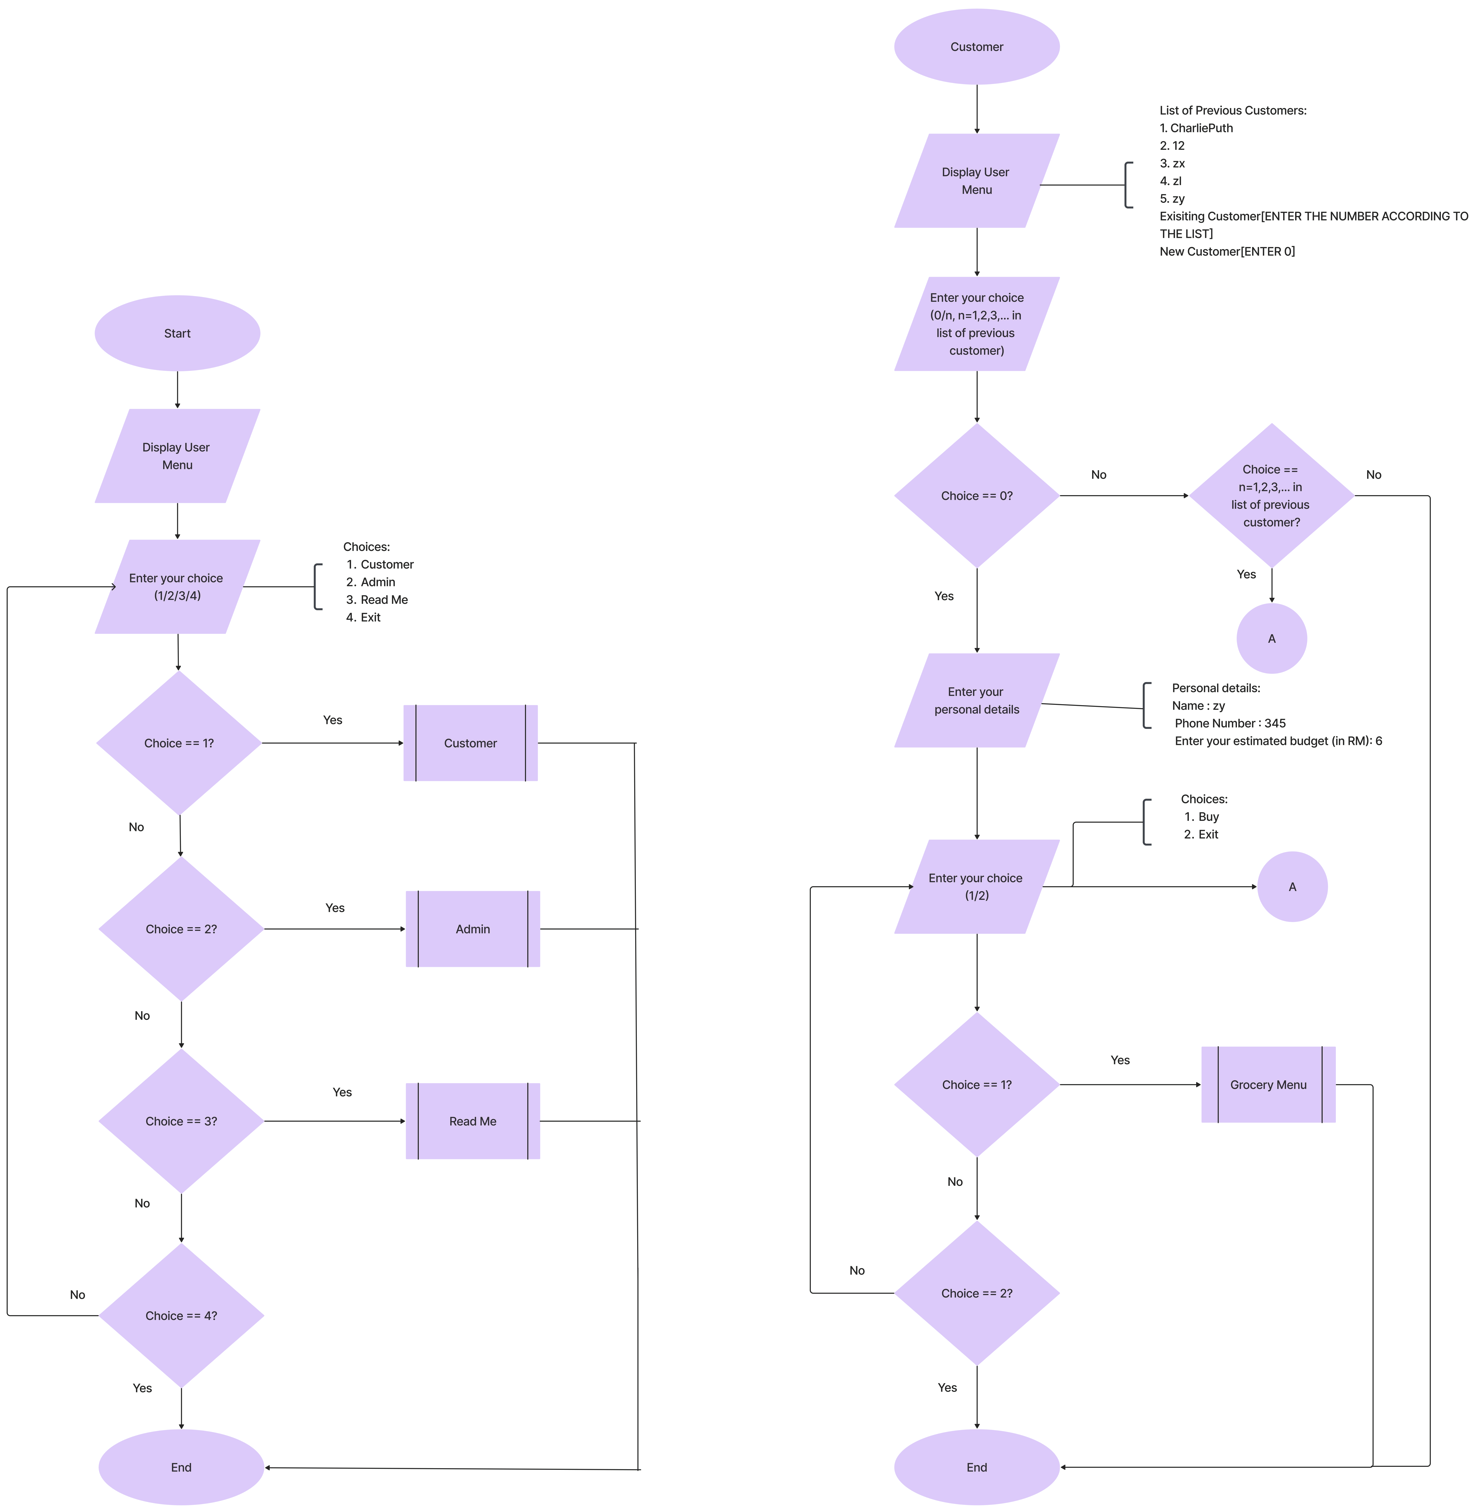 Start
Display User
Menu
Enter your choice
(1/2/3/4)
Choices:
1. Customer
2. Admin
3. Read Me
4. Exit
Choice == 1?
Yes
Customer
No
Choice == 2?
Yes
Admin
No
Choice == 3?
Yes
Read Me
No
Choice == 4?
No
Yes
End
Customer
Display User
Menu
List of Previous Customers:
1. CharliePuth
2. 12
3. zx
4. zl
5. zy
Exisiting Customer[ENTER THE NUMBER ACCORDING TO
THE LIST]
New Customer[ENTER 0]
Enter your choice
(0/n, n=1,2,3,... in
list of previous
customer)
Choice == 0?
No
Choice ==
n=1,2,3,... in
list of previous
customer?
No
Yes
A
Yes
Enter your
personal details
Personal details:
Name : zy
Phone Number : 345
Enter your estimated budget (in RM): 6
Choices:
1. Buy
2. Exit
Enter your choice
(1/2)
A
Choice == 1?
Yes
Grocery Menu
No
Choice == 2?
No
Yes
End